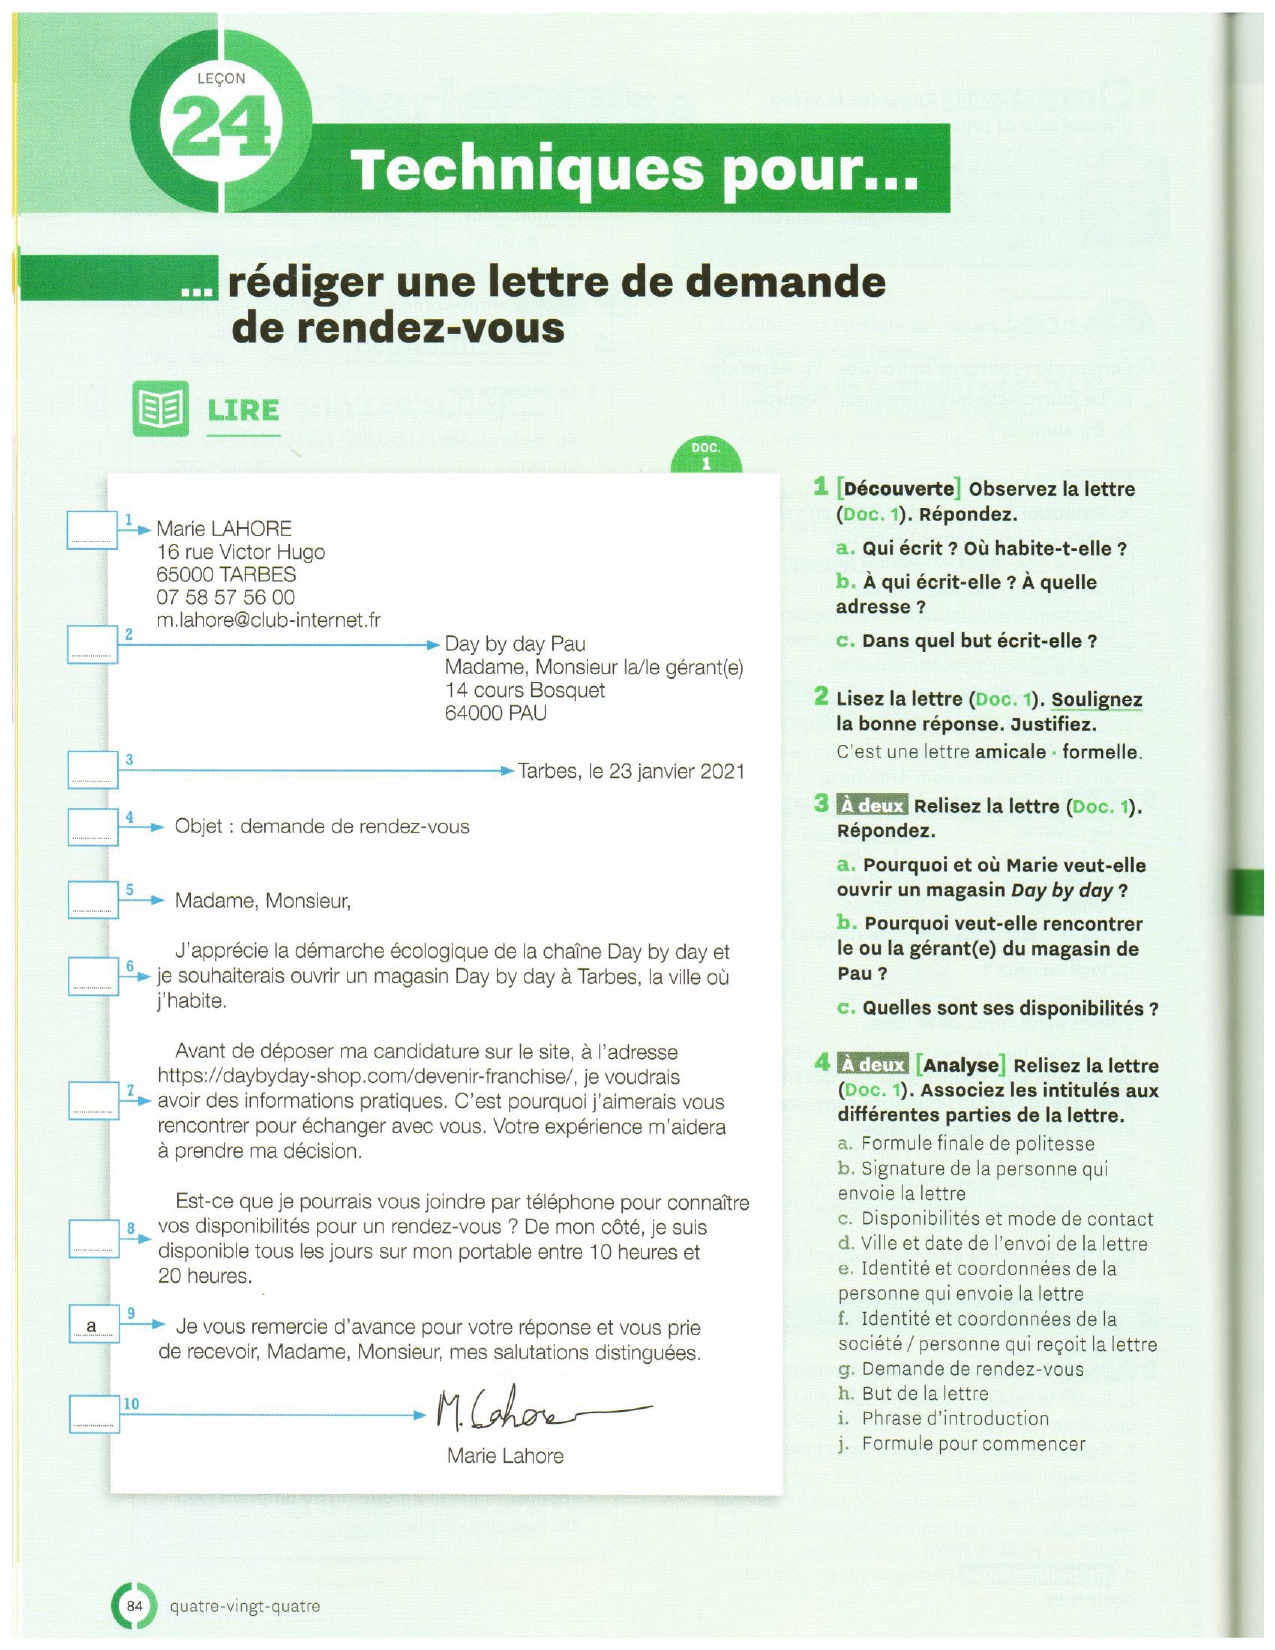 LEÇON
24
Techniques pour...
... rédiger une lettre de demande
de rendez-vous
LIRE
DOC.
1
1
Marie LAHORE
16 rue Victor Hugo
65000 TARBES
07 58 57 56 00
m.lahore@club-internet.fr
2
Day by day Pau
Madame, Monsieur la/le gérant(e)
14 cours Bosquet
64000 PAU
3
Tarbes, le 23 janvier 2021
4
Objet : demande de rendez-vous
5
Madame, Monsieur,
J'apprécie la démarche écologique de la chaîne Day by day et
6
je souhaiterais ouvrir un magasin Day by day à Tarbes, la ville où
j'habite.
Avant de déposer ma candidature sur le site, à l'adresse
https://daybyday-shop.com/devenir-franchise/, je voudrais
7
avoir des informations pratiques. C'est pourquoi j'aimerais vous
rencontrer pour échanger avec vous. Votre expérience m'aidera
à prendre ma décision.
Est-ce que je pourrais vous joindre par téléphone pour connaître
8
vos disponibilités pour un rendez-vous ? De mon côté, je suis
disponible tous les jours sur mon portable entre 10 heures et
20 heures.
a
9
Je vous remercie d'avance pour votre réponse et vous prie
de recevoir, Madame, Monsieur, mes salutations distinguées.
10
M. Lahore
Marie Lahore
1 [Découverte] Observez la lettre
(Doc. 1). Répondez.
a. Qui écrit ? Où habite-t-elle ?
b. À qui écrit-elle ? À quelle
adresse ?
c. Dans quel but écrit-elle ?
2 Lisez la lettre (Doc. 1). Soulignez
la bonne réponse. Justifiez.
C'est une lettre amicale · formelle.
3 À deux Relisez la lettre (Doc. 1).
Répondez.
a. Pourquoi et où Marie veut-elle
ouvrir un magasin Day by day ?
b. Pourquoi veut-elle rencontrer
le ou la gérant(e) du magasin de
Pau ?
c. Quelles sont ses disponibilités ?
4 À deux [Analyse] Relisez la lettre
(Doc. 1). Associez les intitulés aux
différentes parties de la lettre.
a. Formule finale de politesse
b. Signature de la personne qui
envoie la lettre
c. Disponibilités et mode de contact
d. Ville et date de l'envoi de la lettre
e. Identité et coordonnées de la
personne qui envoie la lettre
f. Identité et coordonnées de la
société / personne qui reçoit la lettre
g. Demande de rendez-vous
h. But de la lettre
i. Phrase d'introduction
j. Formule pour commencer
84 quatre-vingt-quatre